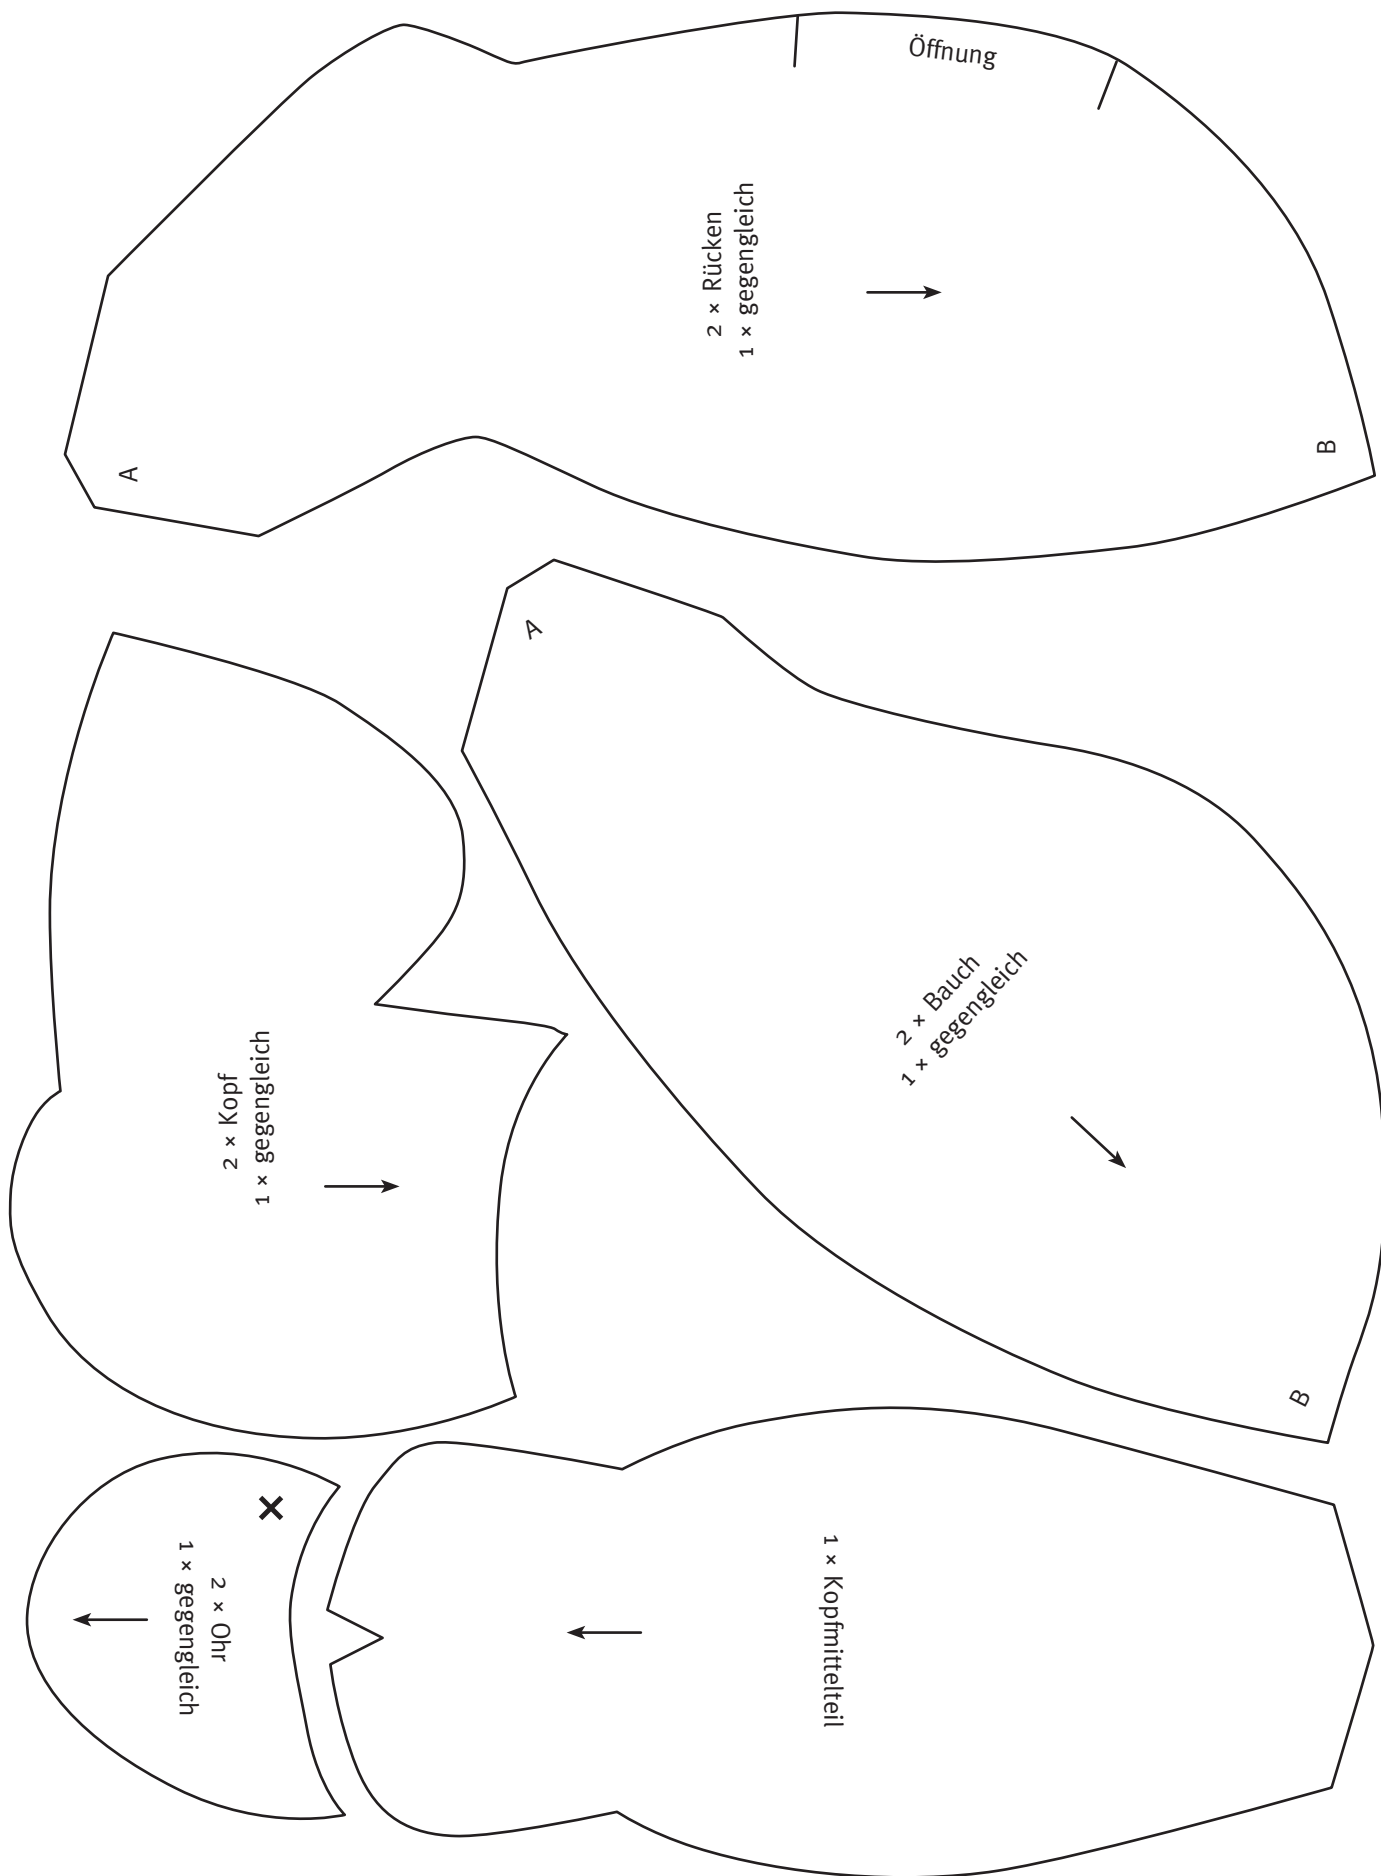 Öffnung
2 × Rücken
1 × gegengleich
A
B
A
2 × Bauch
1 × gegengleich
B
2 × Kopf
1 × gegengleich
2 × Ohr
1 × gegengleich
1 × Kopfmittelteil